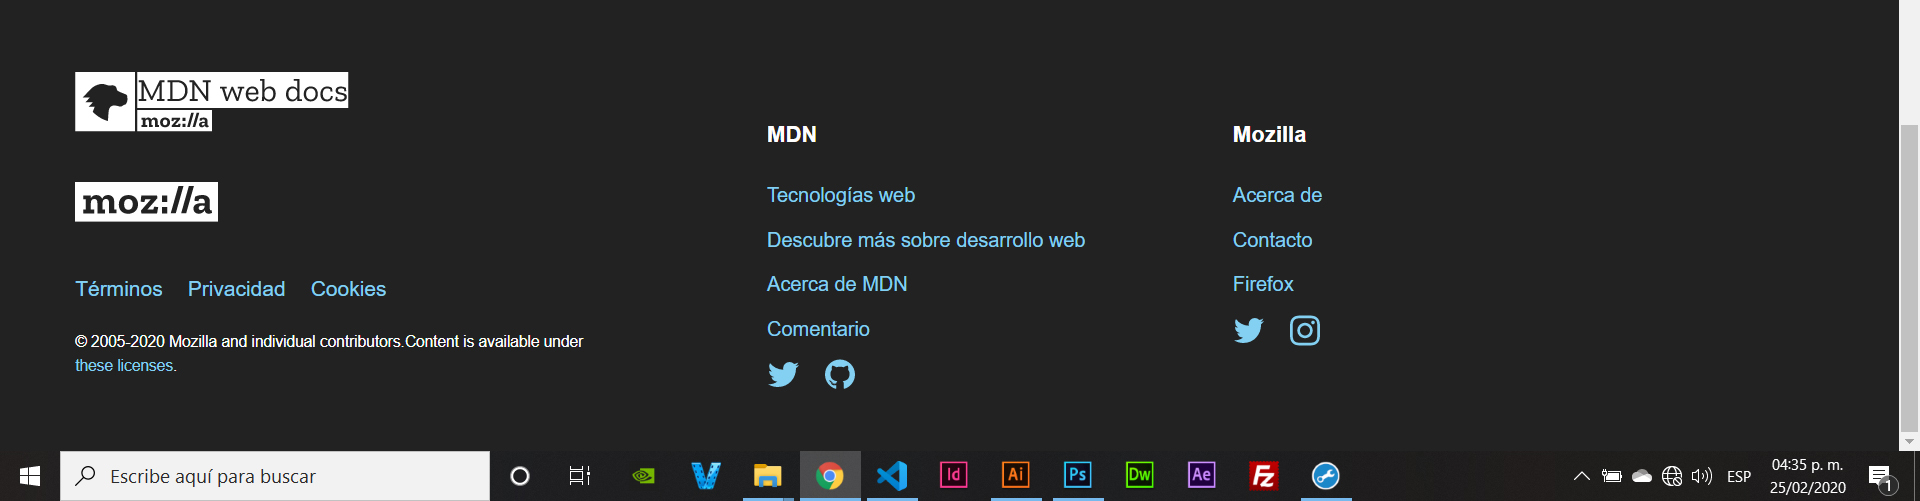 MDN web docs
moz://a
moz://a
Términos Privacidad Cookies
© 2005-2020 Mozilla and individual contributors.Content is available under
these licenses.
MDN
Tecnologías web
Descubre más sobre desarrollo web
Acerca de MDN
Comentario
Mozilla
Acerca de
Contacto
Firefox
Escribe aquí para buscar
Id
Ai
Ps
Dw
Ae
Fz
ESP
04:35 p. m.
25/02/2020
1